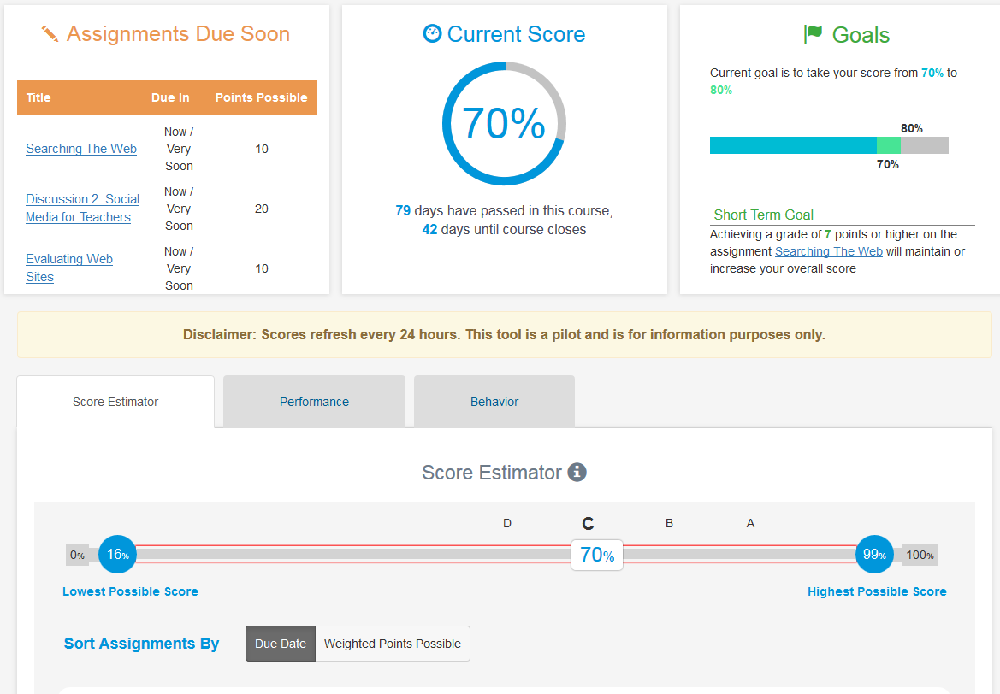 Assignments Due Soon
Title Due In Points Possible
Searching The Web Now / Very Soon 10
Discussion 2: Social Media for Teachers Now / Very Soon 20
Evaluating Web Sites Now / Very Soon 10
Current Score
70%
79 days have passed in this course,
42 days until course closes
Goals
Current goal is to take your score from 70% to
80%
80%
70%
Short Term Goal
Achieving a grade of 7 points or higher on the
assignment Searching The Web will maintain or
increase your overall score
Disclaimer: Scores refresh every 24 hours. This tool is a pilot and is for information purposes only.
Score Estimator Performance Behavior
Score Estimator
D C B A
0% 16% 70% 99% 100%
Lowest Possible Score Highest Possible Score
Sort Assignments By Due Date Weighted Points Possible